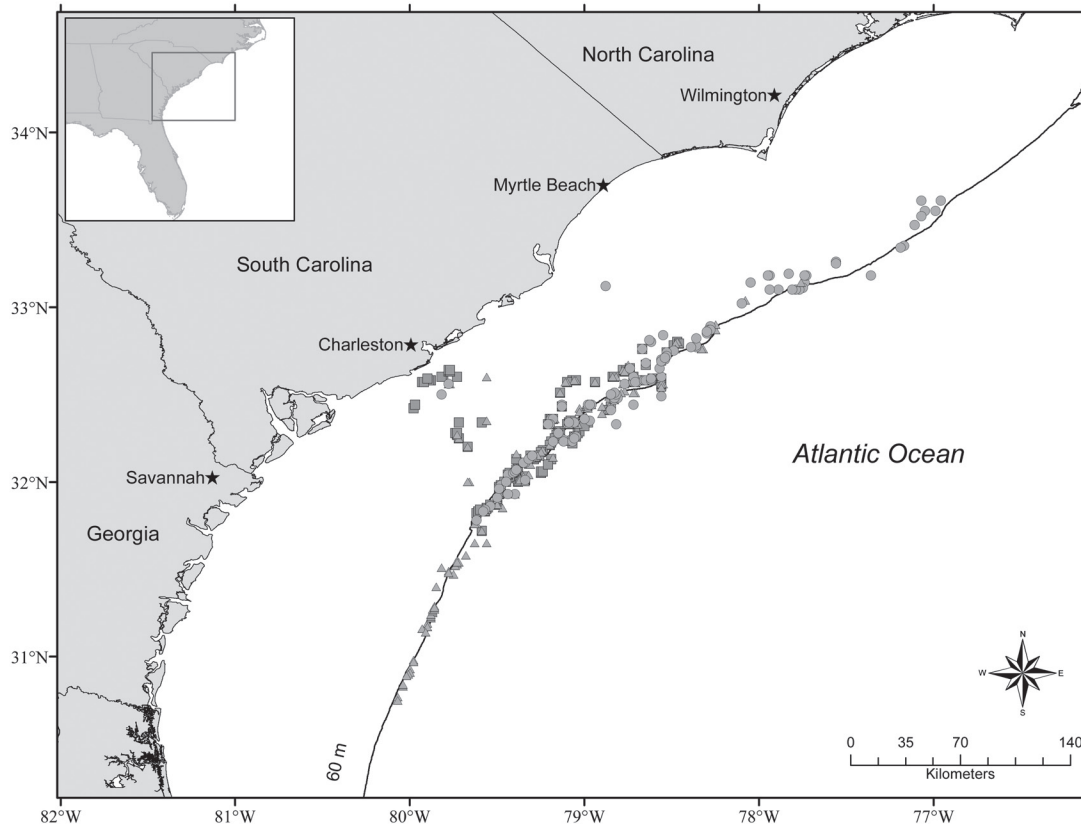 North Carolina
Wilmington
34°N
Myrtle Beach
South Carolina
33°N
Charleston
Atlantic Ocean
32°N
Savannah
Georgia
31°N
N
W E
S
60 m
0 35 70 140
Kilometers
82°W 81°W 80°W 79°W 78°W 77°W